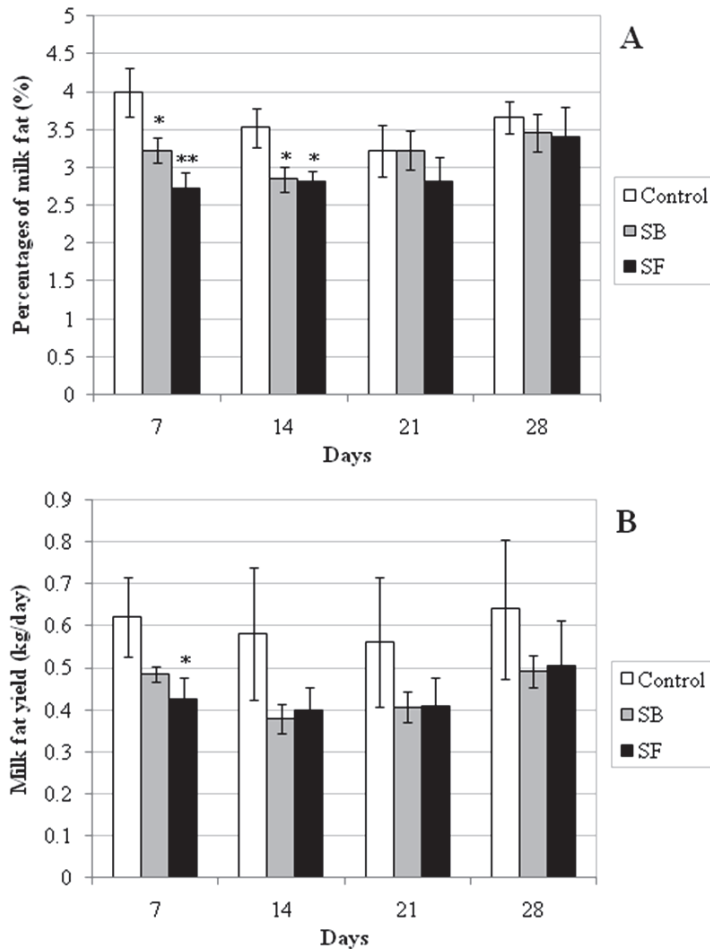 A
Percentages of milk fat (%)
5
4.5
4
3.5
3
2.5
2
1.5
1
0.5
0
*
**
*
*
7 14 21 28
Days
Control
SB
SF
B
Milk fat yield (kg/day)
0.9
0.8
0.7
0.6
0.5
0.4
0.3
0.2
0.1
0
*
7 14 21 28
Days
Control
SB
SF